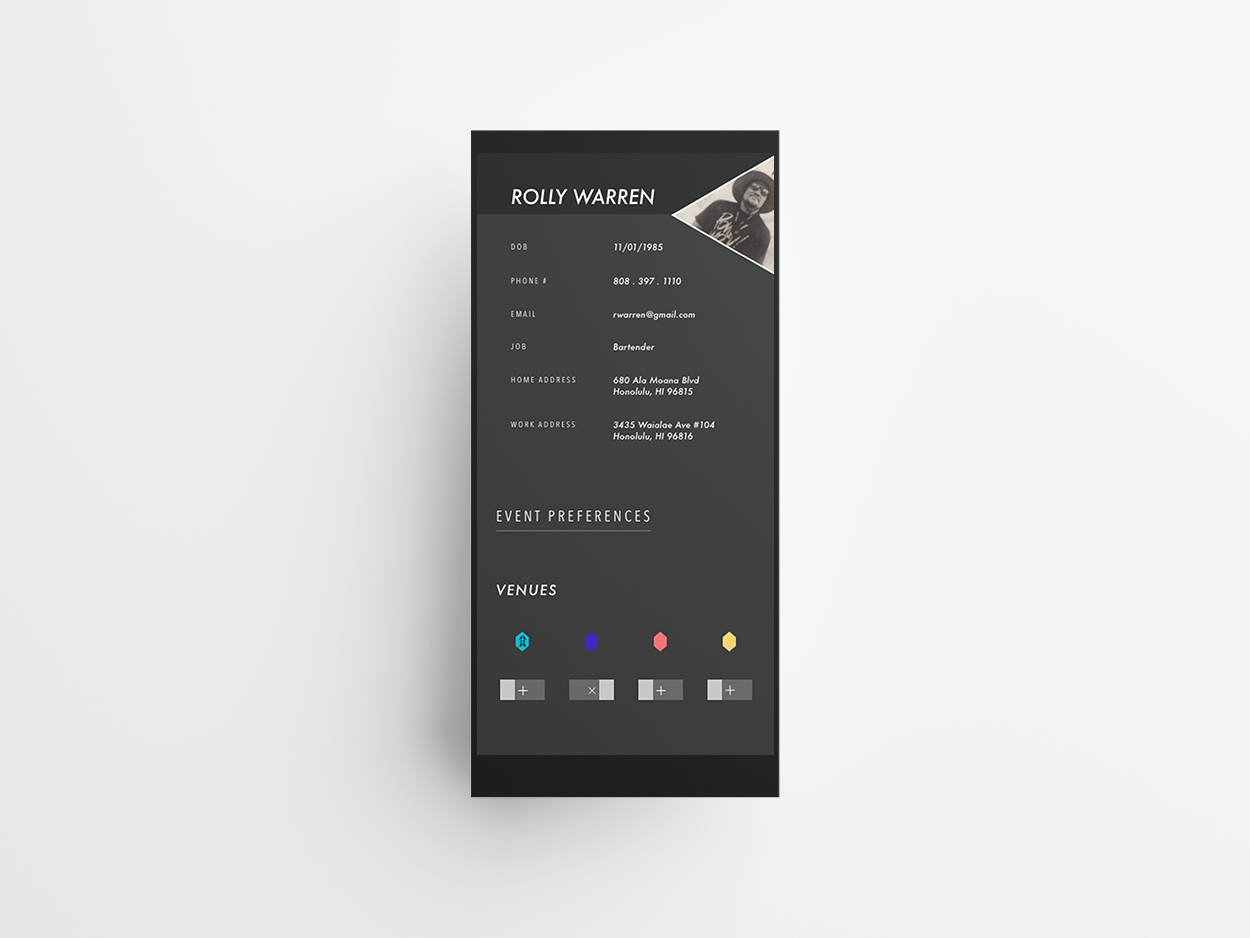 ROLLY WARREN
DOB 11/01/1985
PHONE # 808 . 397 . 1110
EMAIL rwarren@gmail.com
JOB Bartender
HOME ADDRESS 680 Ala Moana Blvd
Honolulu, HI 96815
WORK ADDRESS 3435 Waialae Ave #104
Honolulu, HI 96816
EVENT PREFERENCES
VENUES